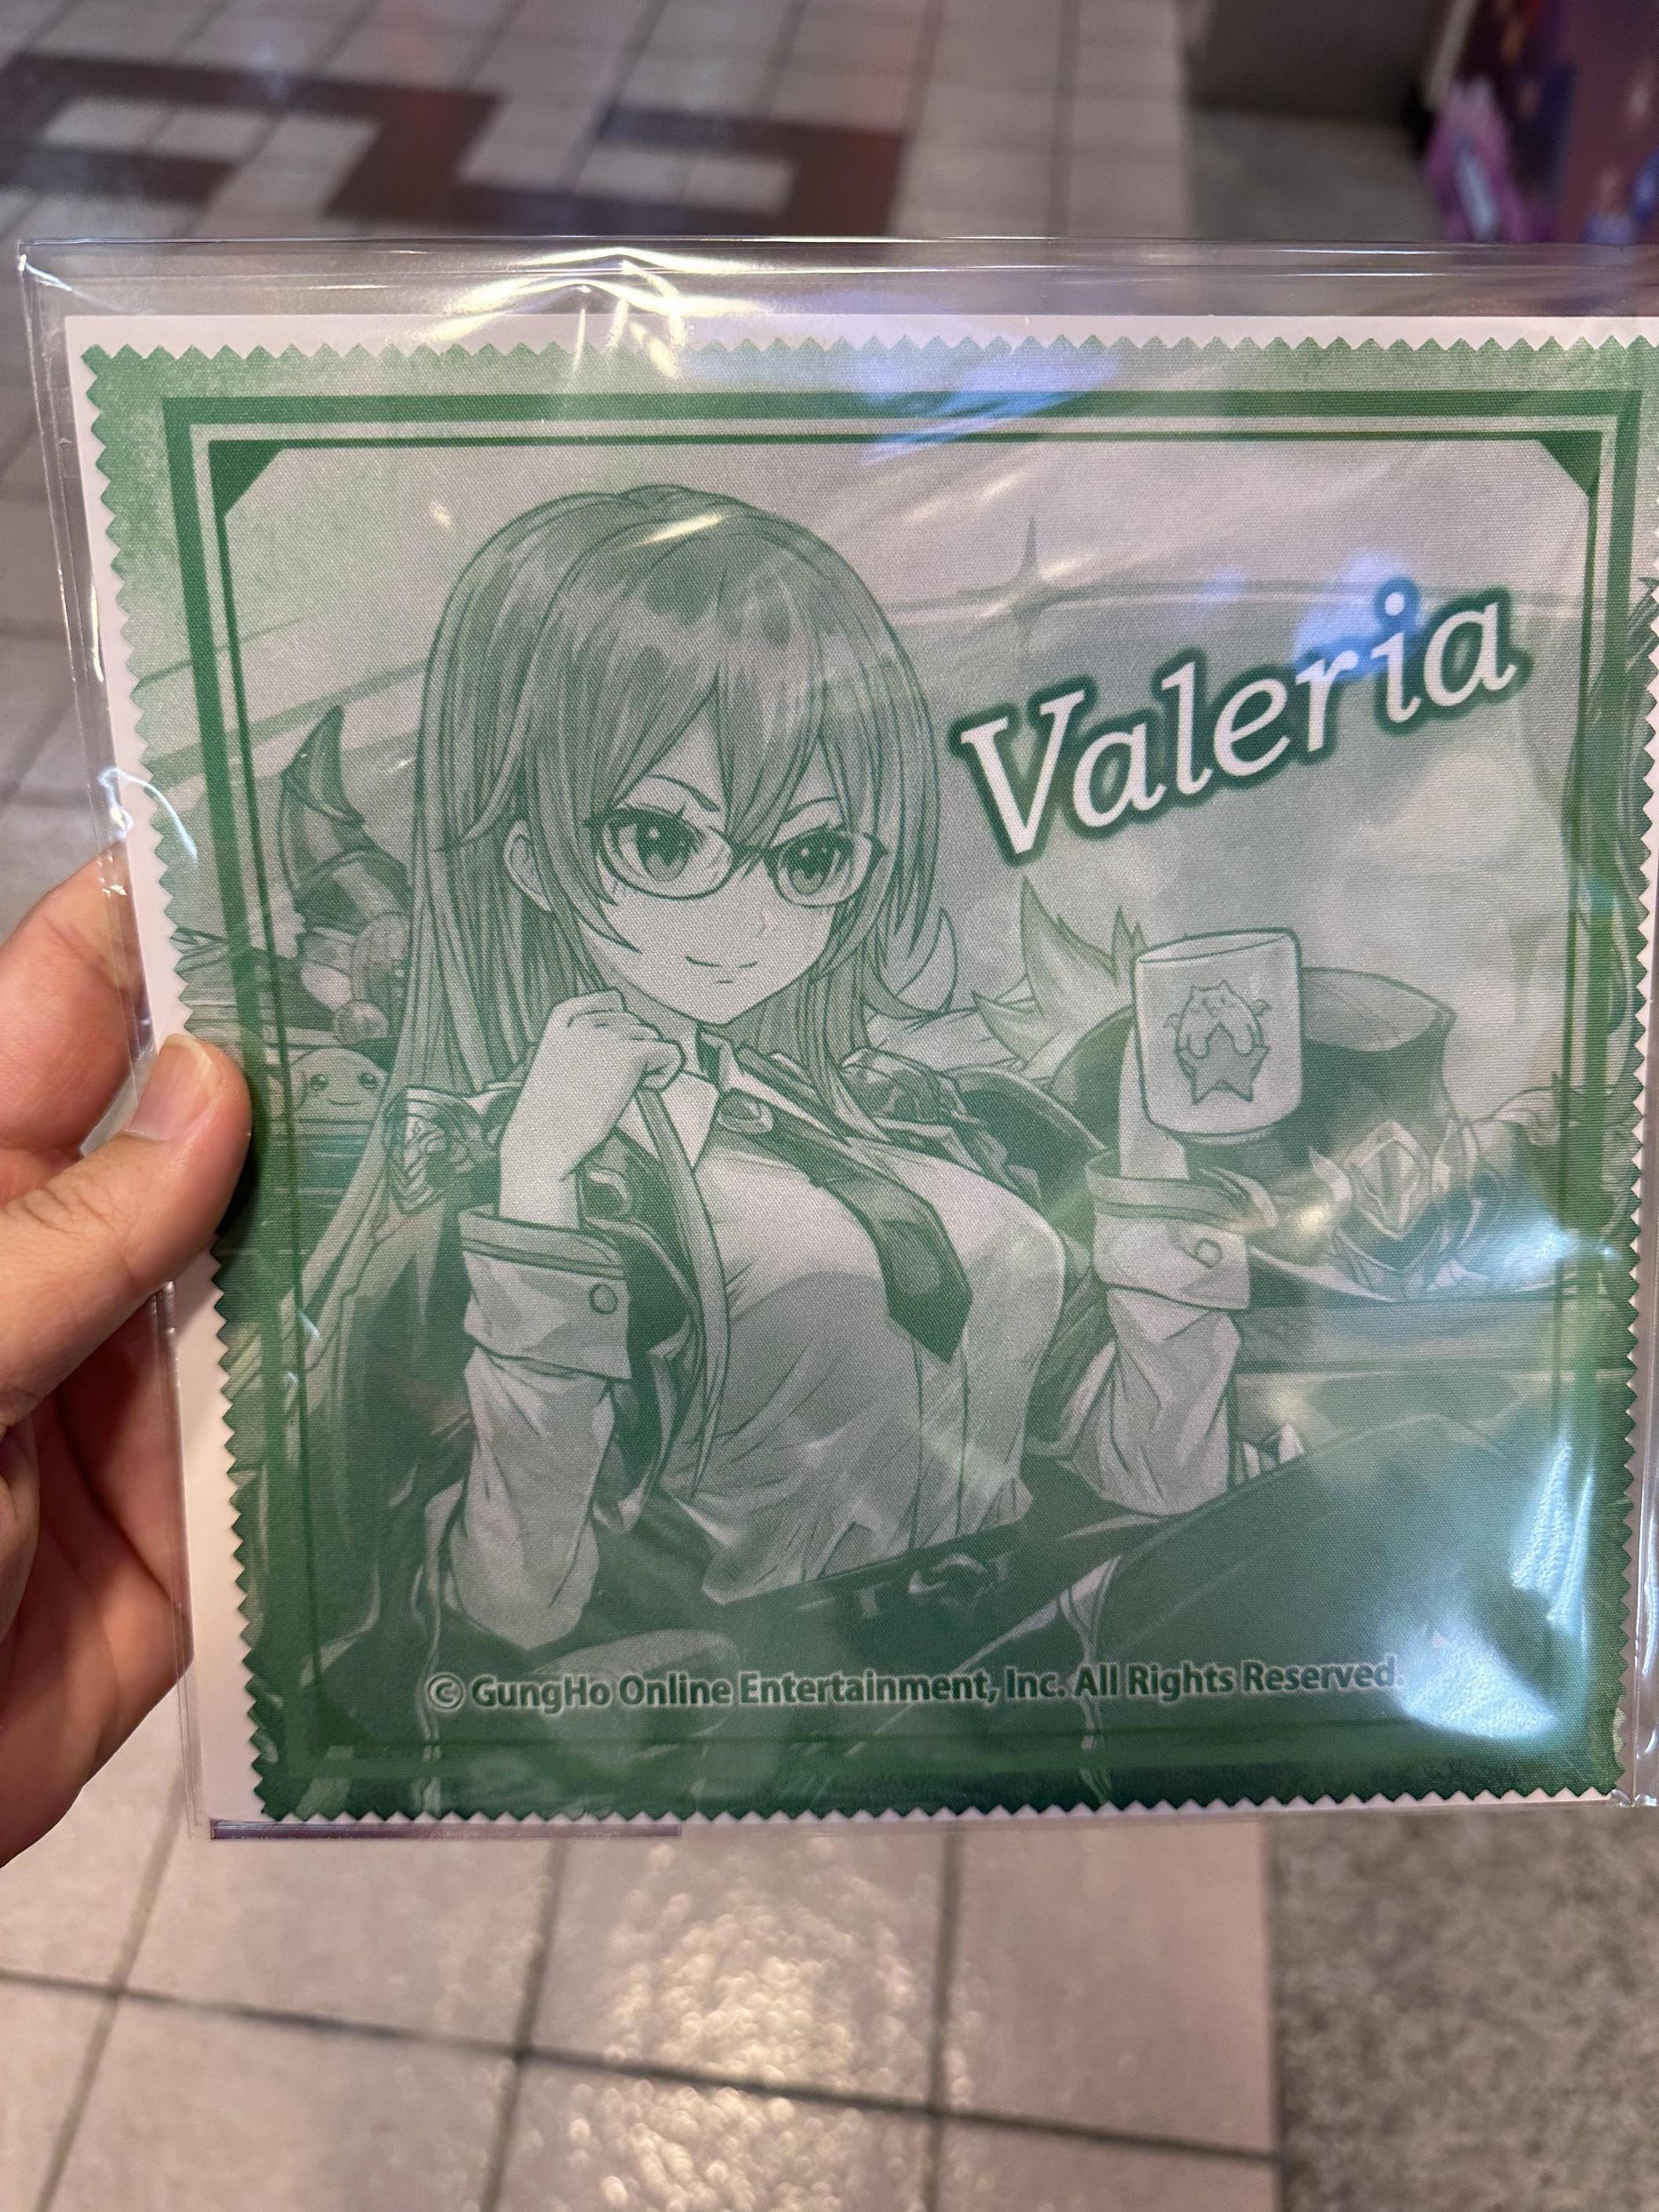 Valeria
© GungHo Online Entertainment, Inc. All Rights Reserved.